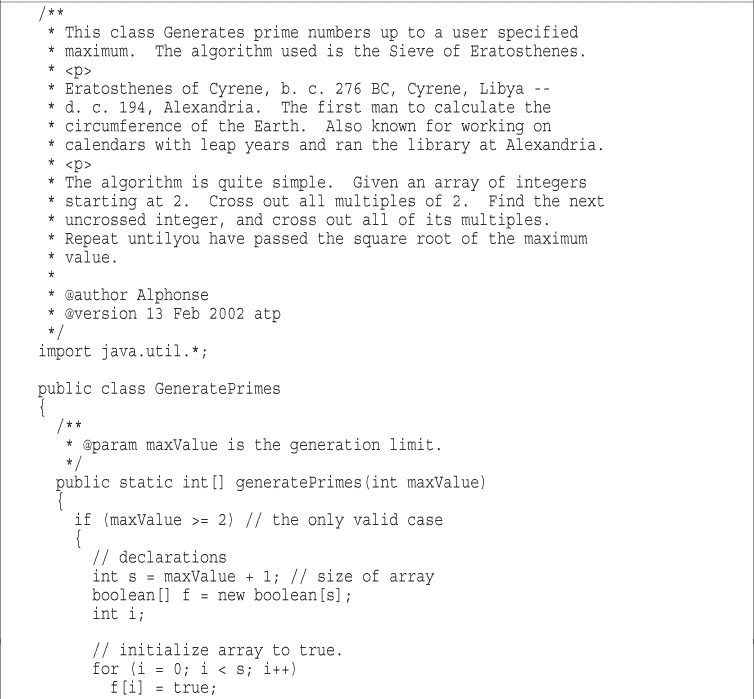 /**
 * This class Generates prime numbers up to a user specified
 * maximum.  The algorithm used is the Sieve of Eratosthenes.
 * <p>
 * Eratosthenes of Cyrene, b. c. 276 BC, Cyrene, Libya --
 * d. c. 194, Alexandria.  The first man to calculate the
 * circumference of the Earth.  Also known for working on
 * calendars with leap years and ran the library at Alexandria.
 * <p>
 * The algorithm is quite simple.  Given an array of integers
 * starting at 2.  Cross out all multiples of 2.  Find the next
 * uncrossed integer, and cross out all of its multiples.
 * Repeat untilyou have passed the square root of the maximum
 * value.
 *
 * @author Alphonse
 * @version 13 Feb 2002 atp
 */
import java.util.*;

public class GeneratePrimes
{
  /**
   * @param maxValue is the generation limit.
   */
  public static int[] generatePrimes(int maxValue)
  {
    if (maxValue >= 2) // the only valid case
    {
      // declarations
      int s = maxValue + 1; // size of array
      boolean[] f = new boolean[s];
      int i;

      // initialize array to true.
      for (i = 0; i < s; i++)
        f[i] = true;